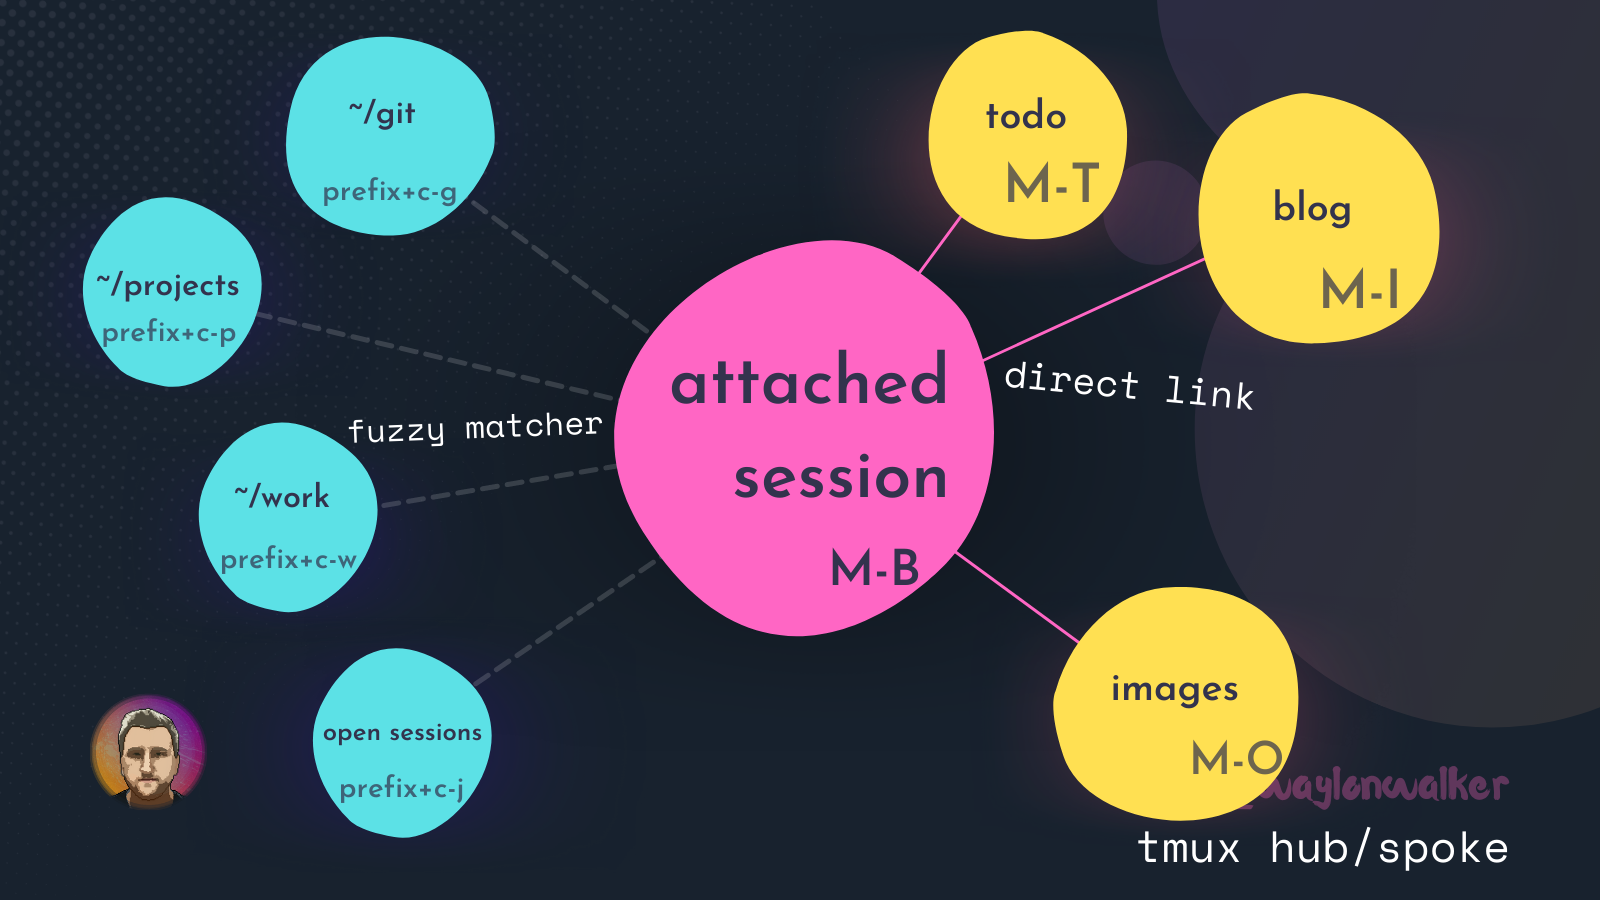 ~/git
prefix+c-g
~/projects
prefix+c-p
fuzzy matcher
~/work
prefix+c-w
open sessions
prefix+c-j
attached
session
M-B
todo
M-T
blog
M-I
direct link
images
M-O
waylonwalker
tmux hub/spoke